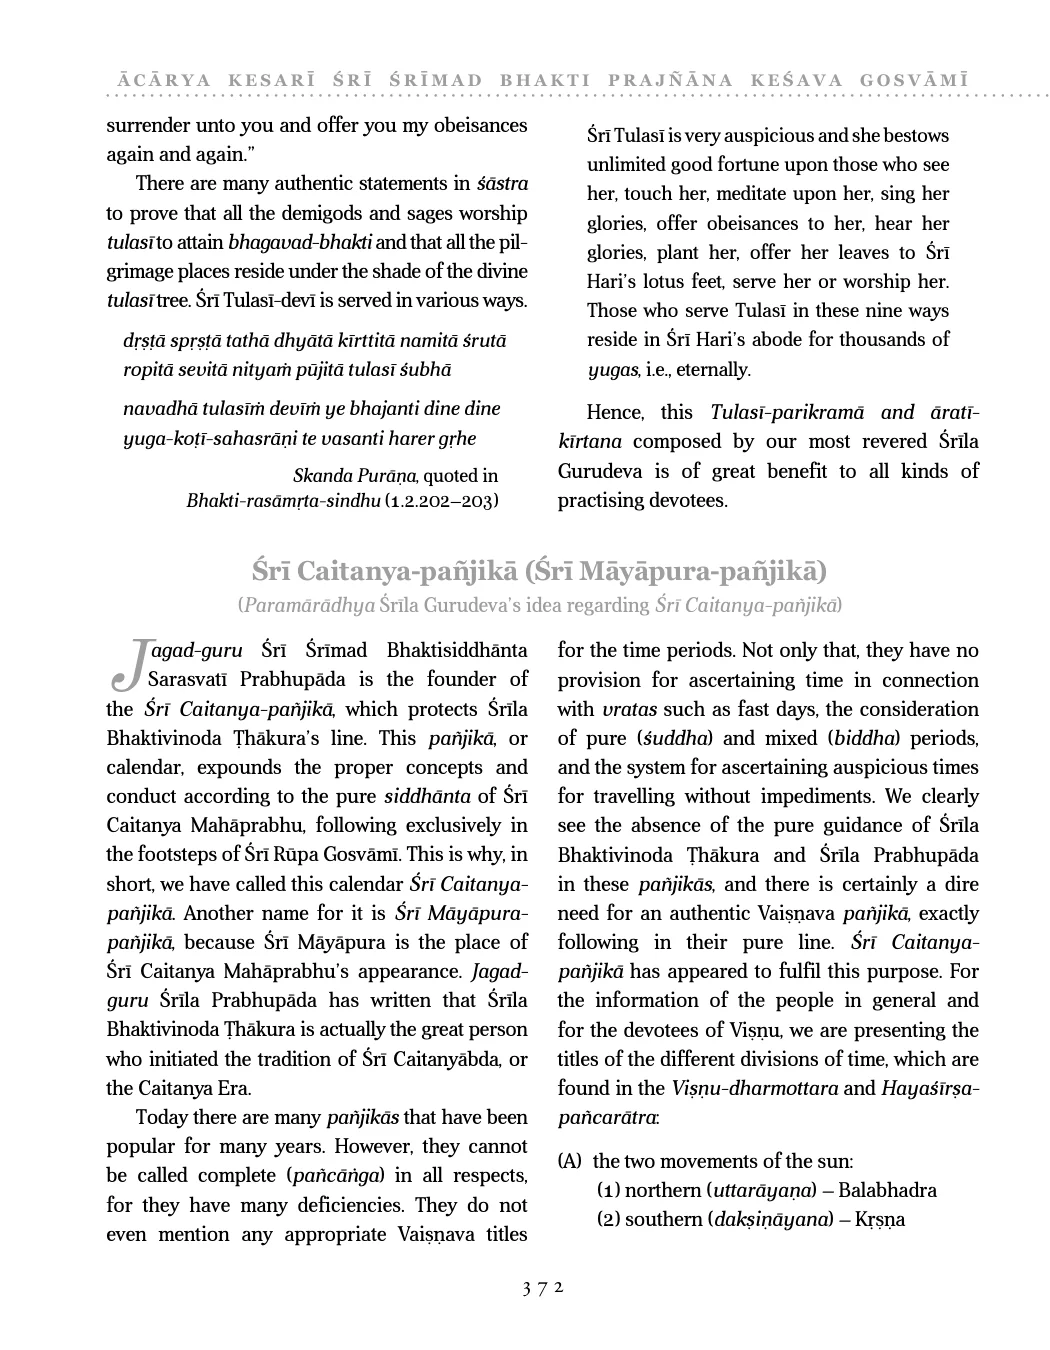 ĀCĀRYA KESARĪ ŚRĪ ŚRĪMAD BHAKTI PRAJÑĀNA KEŚAVA GOSVĀMĪ
surrender unto you and offer you my obeisances
again and again.”
There are many authentic statements in śāstra
to prove that all the demigods and sages worship
tulasī to attain bhagavad-bhakti and that all the pil-
grimage places reside under the shade of the divine
tulasī tree. Śrī Tulasī-devī is served in various ways.
dṛṣṭā spṛṣṭā tathā dhyātā kīrttitā namitā śrutā
ropitā sevitā nityaṁ pūjitā tulasī śubhā
navadhā tulasīṁ devīṁ ye bhajanti dine dine
yuga-koṭī-sahasrāṇi te vasanti harer gṛhe
Skanda Purāṇa, quoted in
Bhakti-rasāmṛta-sindhu (1.2.202–203)
Śrī Tulasī is very auspicious and she bestows
unlimited good fortune upon those who see
her, touch her, meditate upon her, sing her
glories, offer obeisances to her, hear her
glories, plant her, offer her leaves to Śrī
Hari’s lotus feet, serve her or worship her.
Those who serve Tulasī in these nine ways
reside in Śrī Hari’s abode for thousands of
yugas, i.e., eternally.
Hence, this Tulasī-parikramā and āratī-
kīrtana composed by our most revered Śrīla
Gurudeva is of great benefit to all kinds of
practising devotees.
Śrī Caitanya-pañjikā (Śrī Māyāpura-pañjikā)
(Paramārādhya Śrīla Gurudeva’s idea regarding Śrī Caitanya-pañjikā)
Jagad-guru Śrī Śrīmad Bhaktisiddhānta
Sarasvatī Prabhupāda is the founder of
the Śrī Caitanya-pañjikā, which protects Śrīla
Bhaktivinoda Ṭhākura’s line. This pañjikā, or
calendar, expounds the proper concepts and
conduct according to the pure siddhānta of Śrī
Caitanya Mahāprabhu, following exclusively in
the footsteps of Śrī Rūpa Gosvāmī. This is why, in
short, we have called this calendar Śrī Caitanya-
pañjikā. Another name for it is Śrī Māyāpura-
pañjikā, because Śrī Māyāpura is the place of
Śrī Caitanya Mahāprabhu’s appearance. Jagad-
guru Śrīla Prabhupāda has written that Śrīla
Bhaktivinoda Ṭhākura is actually the great person
who initiated the tradition of Śrī Caitanyābda, or
the Caitanya Era.
Today there are many pañjikās that have been
popular for many years. However, they cannot
be called complete (pañcāṅga) in all respects,
for they have many deficiencies. They do not
even mention any appropriate Vaiṣṇava titles
for the time periods. Not only that, they have no
provision for ascertaining time in connection
with vratas such as fast days, the consideration
of pure (śuddha) and mixed (biddha) periods,
and the system for ascertaining auspicious times
for travelling without impediments. We clearly
see the absence of the pure guidance of Śrīla
Bhaktivinoda Ṭhākura and Śrīla Prabhupāda
in these pañjikās, and there is certainly a dire
need for an authentic Vaiṣṇava pañjikā, exactly
following in their pure line. Śrī Caitanya-
pañjikā has appeared to fulfil this purpose. For
the information of the people in general and
for the devotees of Viṣṇu, we are presenting the
titles of the different divisions of time, which are
found in the Viṣṇu-dharmottara and Hayaśīrṣa-
pañcarātra:
(A) the two movements of the sun:
(1) northern (uttarāyaṇa) – Balabhadra
(2) southern (dakṣiṇāyana) – Kṛṣṇa
372